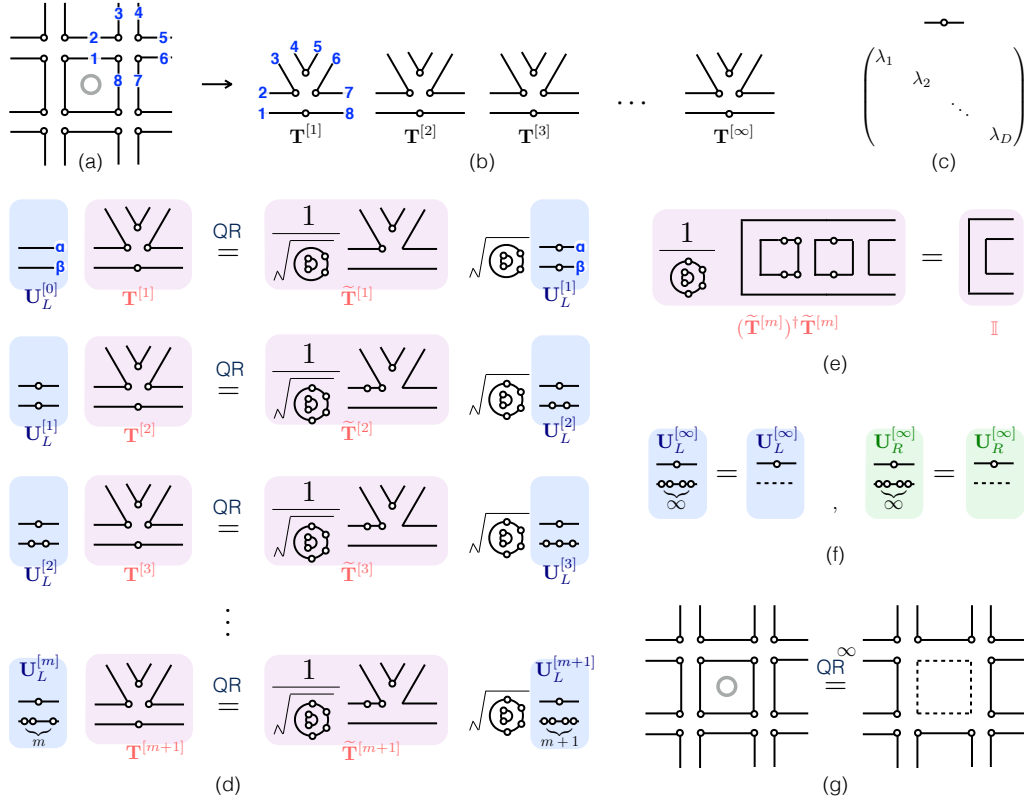 3 4
2 5
1 6
8 7
(a)
4 5
3 6
2 7
1 8
T^[1] T^[2] T^[3] ... T^[∞]
(b)
λ_1
λ_2
⋱
λ_D
(c)
α
β
QR
=
1
√
√
α
β
U_L^[0] T^[1] T̃^[1] U_L^[1]
QR
=
1
√
√
U_L^[1] T^[2] T̃^[2] U_L^[2]
QR
=
1
√
√
U_L^[2] T^[3] T̃^[3] U_L^[3]
⋮
U_L^[m] U_L^[m+1]
QR
=
1
√
√
m m+1
T^[m+1] T̃^[m+1]
(d)
1
√
=
(T̃^[m])^† T̃^[m] 𝕀
(e)
U_L^[∞] U_L^[∞] U_R^[∞] U_R^[∞]
= , =
∞ ∞
(f)
QR^∞
=
(g)